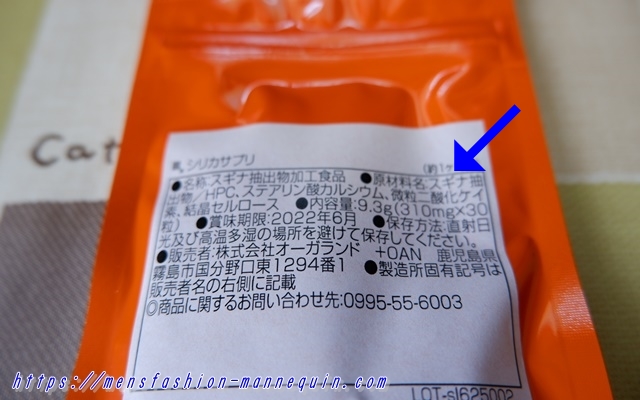 Cat
シリカサプリ (約1ヶ
●名称:スギナ抽出物加工食品 ●原材料名:スギナ抽
出物/HPC、ステアリン酸カルシウム、微粒二酸化ケイ
素、結晶セルロース ●内容量:9.3g(310mg×30
粒) ●賞味期限:2022年6月 ●保存方法:直射日
光及び高温多湿の場所を避けて保存してください。
●販売者:株式会社オーガランド +OAN 鹿児島県
霧島市国分野口東1294番1 ●製造所固有記号は
販売者名の右側に記載
◎商品に関するお問い合わせ先:0995-55-6003
LOT-sl625002
https://mensfashion-mannequin.com